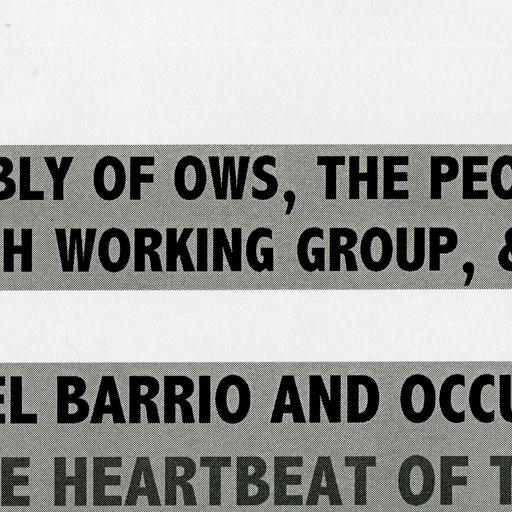 BLY OF OWS, THE PEO
H WORKING GROUP, &
EL BARRIO AND OCCU
E HEARTBEAT OF T